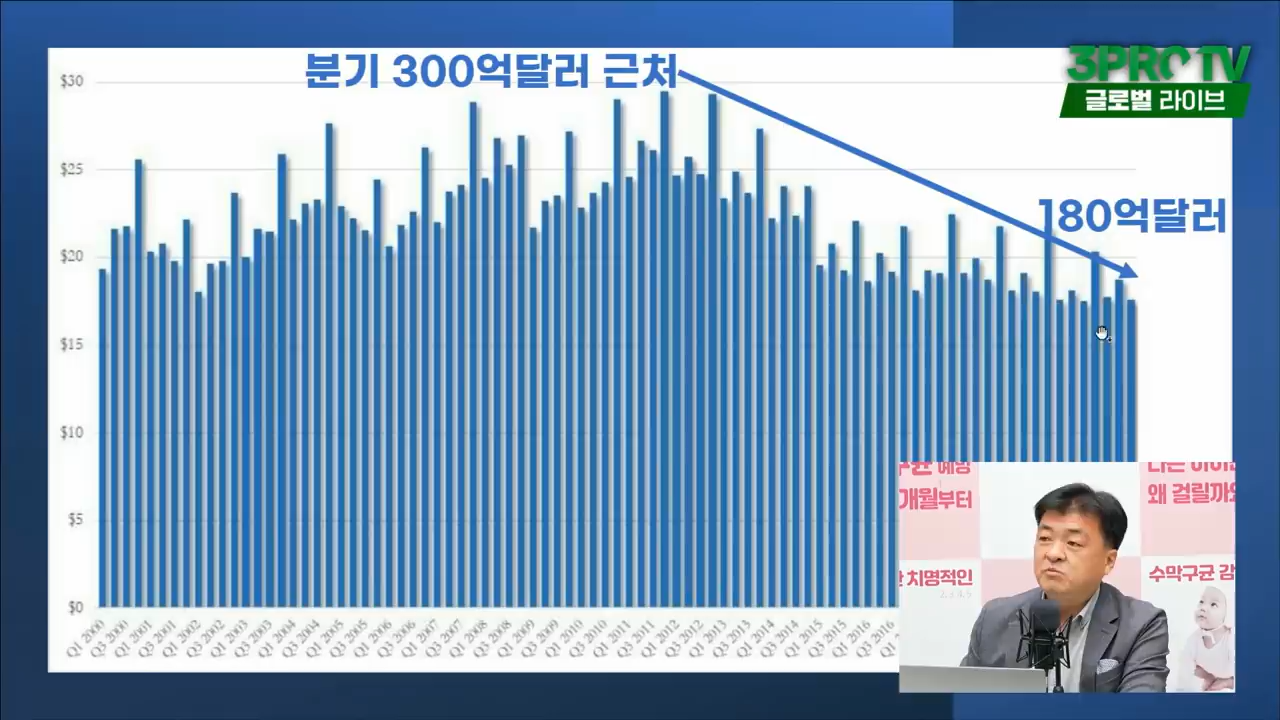 분기 300억달러 근처
3PRO TV
글로벌 라이브
180억달러
$30
$25
$20
$15
$10
$5
$0
Q1 2000
Q3 2000
Q1 2001
Q3 2001
Q1 2002
Q3 2002
Q1 2003
Q3 2003
Q1 2004
Q3 2004
Q1 2005
Q3 2005
Q1 2006
Q3 2006
Q1 2007
Q3 2007
Q1 2008
Q3 2008
Q1 2009
Q3 2009
Q1 2010
Q3 2010
Q1 2011
Q3 2011
Q1 2012
Q3 2012
Q1 2013
Q3 2013
Q1 2014
Q3 2014
Q1 2015
Q3 2015
Q1 2016
Q3 2016
예방
개월부터
치명적인
왜 걸릴까
수막구균 감